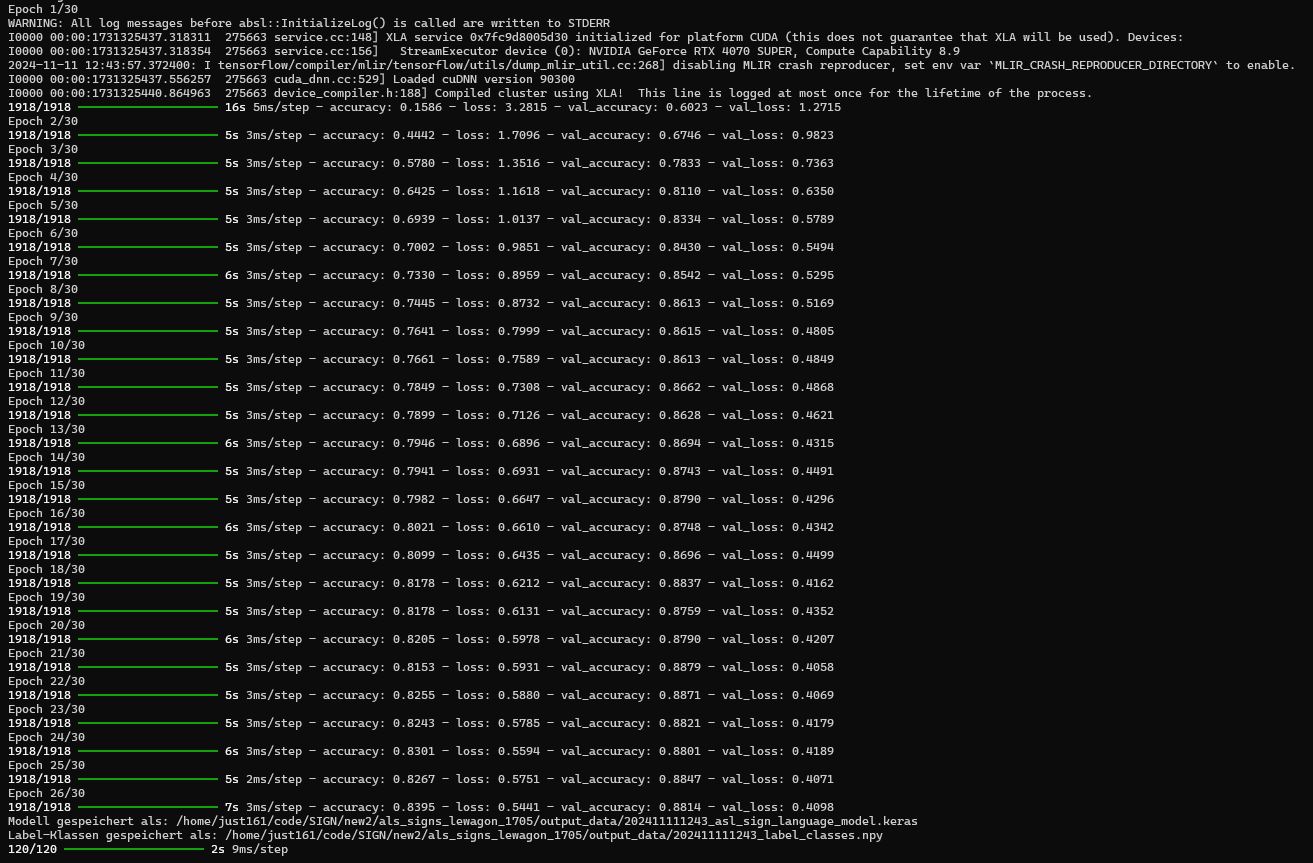 Epoch 1/30
WARNING: All log messages before absl::InitializeLog() is called are written to STDERR
I0000 00:00:1731325437.318311  275663 service.cc:148] XLA service 0x7fc9d8005d30 initialized for platform CUDA (this does not guarantee that XLA will be used). Devices:
I0000 00:00:1731325437.318354  275663 service.cc:156]   StreamExecutor device (0): NVIDIA GeForce RTX 4070 SUPER, Compute Capability 8.9
2024-11-11 12:43:57.372400: I tensorflow/compiler/mlir/tensorflow/utils/dump_mlir_util.cc:268] disabling MLIR crash reproducer, set env var `MLIR_CRASH_REPRODUCER_DIRECTORY` to enable.
I0000 00:00:1731325437.556257  275663 cuda_dnn.cc:529] Loaded cuDNN version 90300
I0000 00:00:1731325440.864963  275663 device_compiler.h:188] Compiled cluster using XLA!  This line is logged at most once for the lifetime of the process.
1918/1918 16s 5ms/step - accuracy: 0.1586 - loss: 3.2815 - val_accuracy: 0.6023 - val_loss: 1.2715
Epoch 2/30
1918/1918 5s 3ms/step - accuracy: 0.4442 - loss: 1.7096 - val_accuracy: 0.6746 - val_loss: 0.9823
Epoch 3/30
1918/1918 5s 3ms/step - accuracy: 0.5780 - loss: 1.3516 - val_accuracy: 0.7833 - val_loss: 0.7363
Epoch 4/30
1918/1918 5s 3ms/step - accuracy: 0.6425 - loss: 1.1618 - val_accuracy: 0.8110 - val_loss: 0.6350
Epoch 5/30
1918/1918 5s 3ms/step - accuracy: 0.6939 - loss: 1.0137 - val_accuracy: 0.8334 - val_loss: 0.5789
Epoch 6/30
1918/1918 5s 3ms/step - accuracy: 0.7002 - loss: 0.9851 - val_accuracy: 0.8430 - val_loss: 0.5494
Epoch 7/30
1918/1918 6s 3ms/step - accuracy: 0.7330 - loss: 0.8959 - val_accuracy: 0.8542 - val_loss: 0.5295
Epoch 8/30
1918/1918 5s 3ms/step - accuracy: 0.7445 - loss: 0.8732 - val_accuracy: 0.8613 - val_loss: 0.5169
Epoch 9/30
1918/1918 5s 3ms/step - accuracy: 0.7641 - loss: 0.7999 - val_accuracy: 0.8615 - val_loss: 0.4805
Epoch 10/30
1918/1918 5s 3ms/step - accuracy: 0.7661 - loss: 0.7589 - val_accuracy: 0.8613 - val_loss: 0.4849
Epoch 11/30
1918/1918 5s 3ms/step - accuracy: 0.7849 - loss: 0.7308 - val_accuracy: 0.8662 - val_loss: 0.4868
Epoch 12/30
1918/1918 5s 3ms/step - accuracy: 0.7899 - loss: 0.7126 - val_accuracy: 0.8628 - val_loss: 0.4621
Epoch 13/30
1918/1918 6s 3ms/step - accuracy: 0.7946 - loss: 0.6896 - val_accuracy: 0.8694 - val_loss: 0.4315
Epoch 14/30
1918/1918 5s 3ms/step - accuracy: 0.7941 - loss: 0.6931 - val_accuracy: 0.8743 - val_loss: 0.4491
Epoch 15/30
1918/1918 5s 3ms/step - accuracy: 0.7982 - loss: 0.6647 - val_accuracy: 0.8790 - val_loss: 0.4296
Epoch 16/30
1918/1918 6s 3ms/step - accuracy: 0.8021 - loss: 0.6610 - val_accuracy: 0.8748 - val_loss: 0.4342
Epoch 17/30
1918/1918 5s 3ms/step - accuracy: 0.8099 - loss: 0.6435 - val_accuracy: 0.8696 - val_loss: 0.4499
Epoch 18/30
1918/1918 5s 3ms/step - accuracy: 0.8178 - loss: 0.6212 - val_accuracy: 0.8837 - val_loss: 0.4162
Epoch 19/30
1918/1918 5s 3ms/step - accuracy: 0.8178 - loss: 0.6131 - val_accuracy: 0.8759 - val_loss: 0.4352
Epoch 20/30
1918/1918 6s 3ms/step - accuracy: 0.8205 - loss: 0.5978 - val_accuracy: 0.8790 - val_loss: 0.4207
Epoch 21/30
1918/1918 5s 3ms/step - accuracy: 0.8153 - loss: 0.5931 - val_accuracy: 0.8879 - val_loss: 0.4058
Epoch 22/30
1918/1918 5s 3ms/step - accuracy: 0.8255 - loss: 0.5880 - val_accuracy: 0.8871 - val_loss: 0.4069
Epoch 23/30
1918/1918 5s 3ms/step - accuracy: 0.8243 - loss: 0.5785 - val_accuracy: 0.8821 - val_loss: 0.4179
Epoch 24/30
1918/1918 6s 3ms/step - accuracy: 0.8301 - loss: 0.5594 - val_accuracy: 0.8801 - val_loss: 0.4189
Epoch 25/30
1918/1918 5s 2ms/step - accuracy: 0.8267 - loss: 0.5751 - val_accuracy: 0.8847 - val_loss: 0.4071
Epoch 26/30
1918/1918 7s 3ms/step - accuracy: 0.8395 - loss: 0.5441 - val_accuracy: 0.8814 - val_loss: 0.4098
Modell gespeichert als: /home/just161/code/SIGN/new2/als_signs_lewagon_1705/output_data/202411111243_asl_sign_language_model.keras
Label-Klassen gespeichert als: /home/just161/code/SIGN/new2/als_signs_lewagon_1705/output_data/202411111243_label_classes.npy
120/120 2s 9ms/step